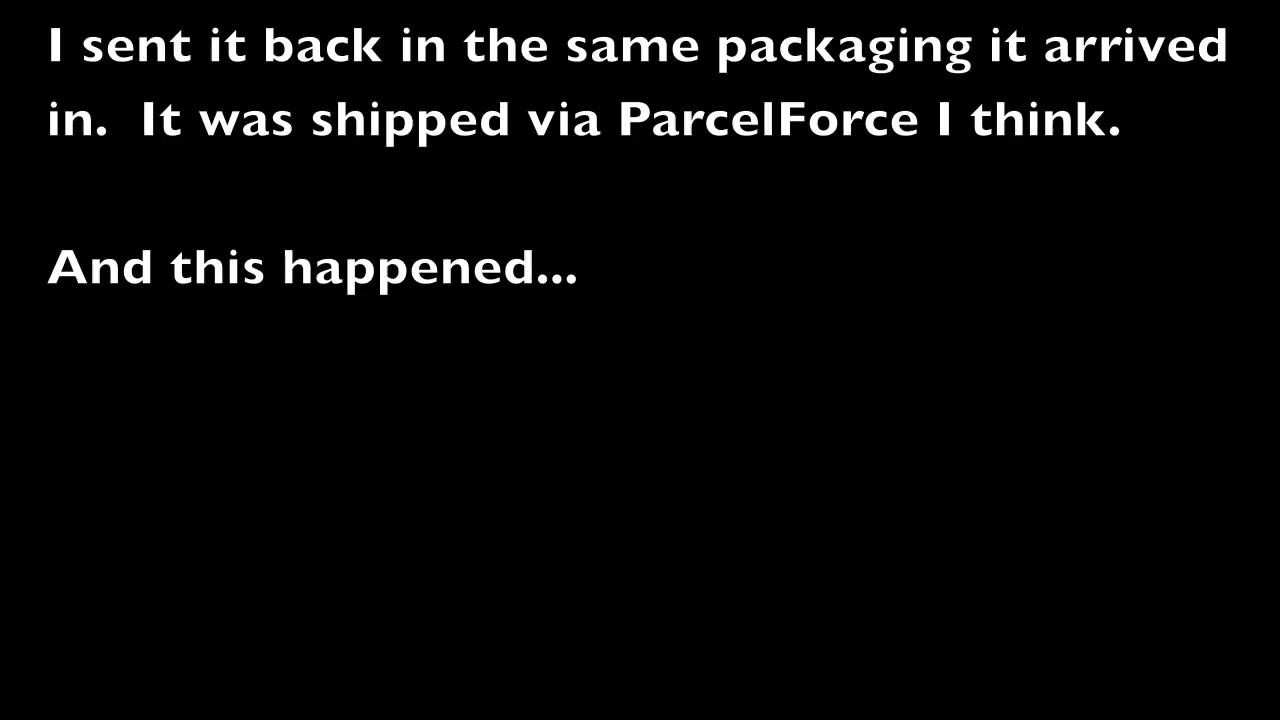 I sent it back in the same packaging it arrived
in.  It was shipped via ParcelForce I think.
And this happened...